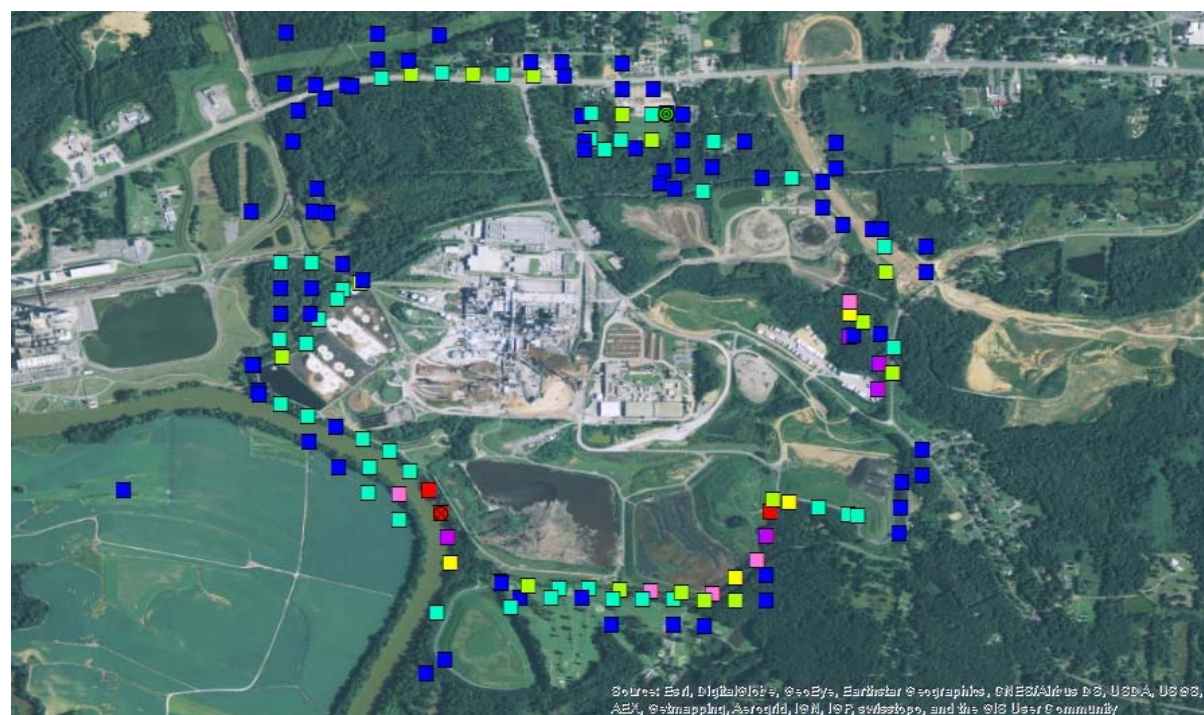 Source: Esri, DigitalGlobe, GeoEye, Earthstar Geographics, CNES/Airbus DS, USDA, USGS,
AEX, Getmapping, Aerogrid, IGN, IGP, swisstopo, and the GIS User Community